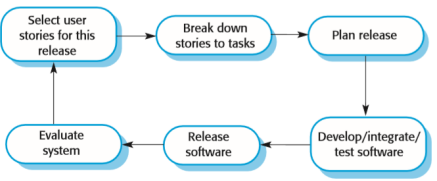 Select user
stories for this
release
Break down
stories to tasks
Plan release
Evaluate
system
Release
software
Develop/integrate/
test software